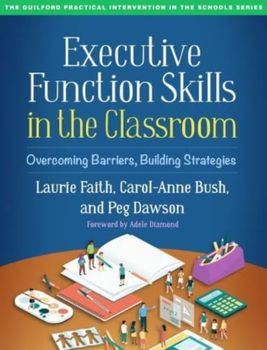 THE GUILFORD PRACTICAL INTERVENTION IN THE SCHOOLS SERIES
Executive
Function Skills
in the Classroom
Overcoming Barriers, Building Strategies
Laurie Faith, Carol-Anne Bush,
and Peg Dawson
Foreword by Adele Diamond